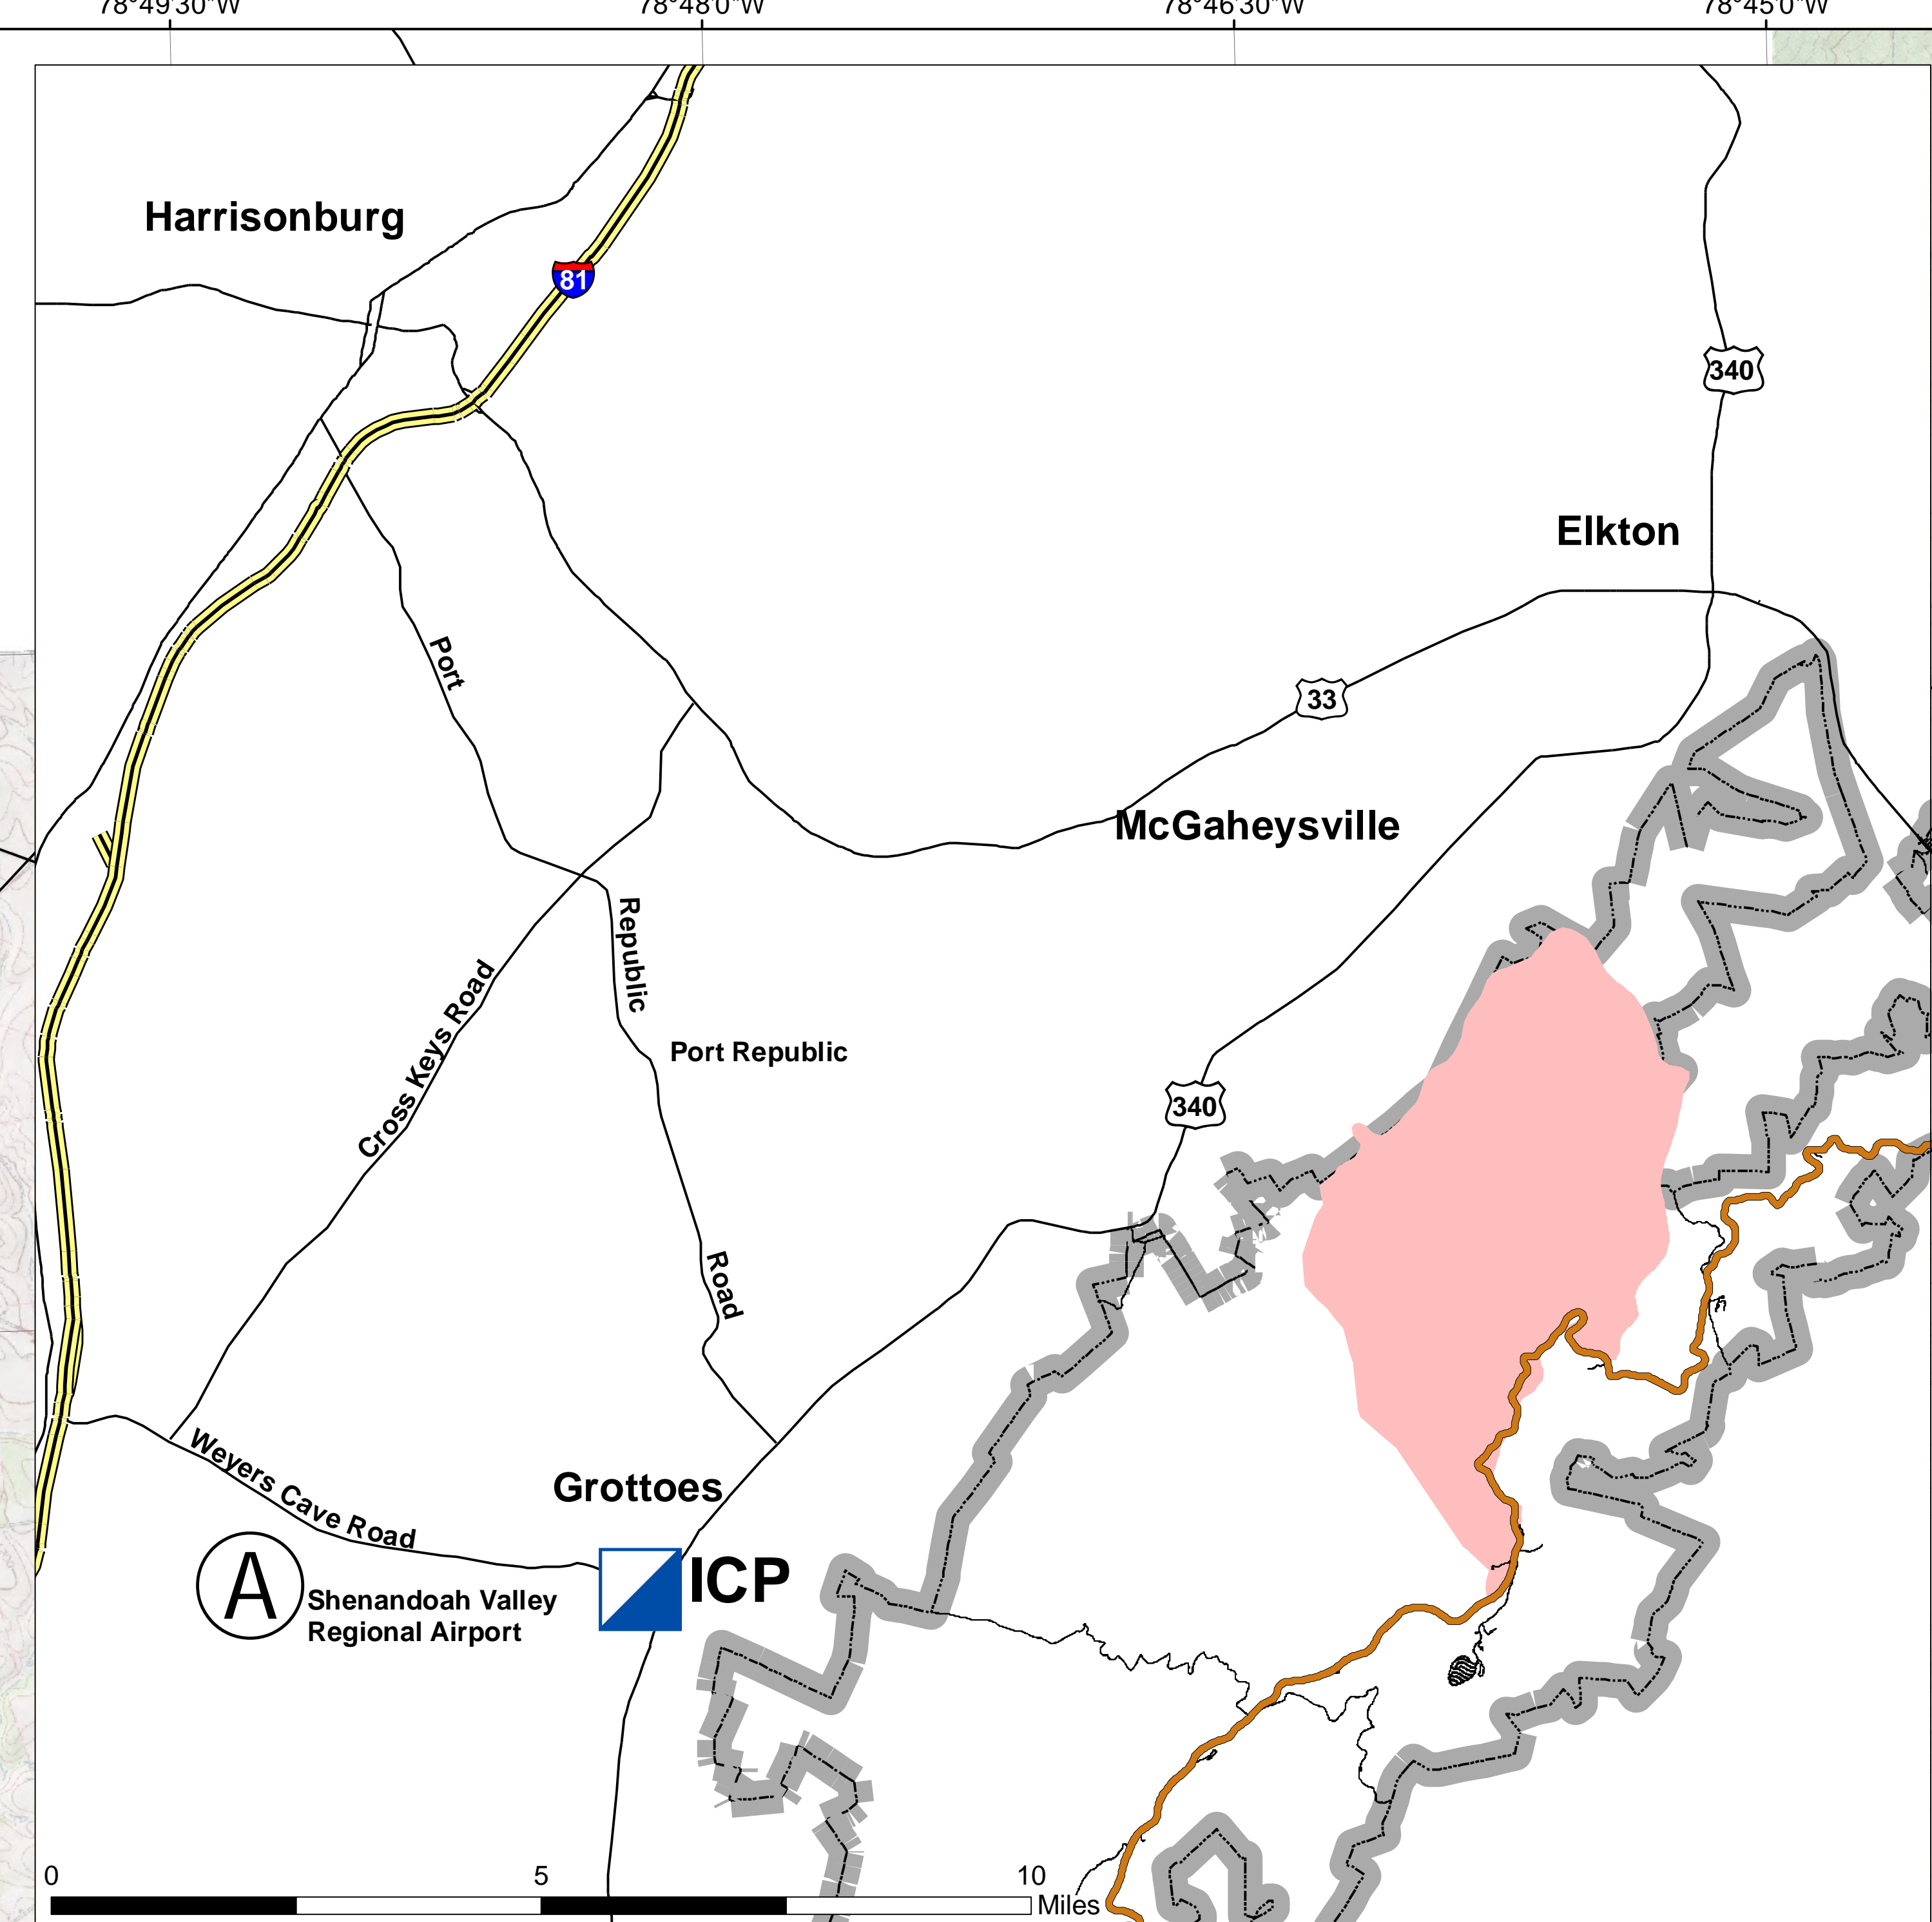 78°49'30"W
78°48'0"W
78°46'30"W
78°45'0"W
Harrisonburg
81
340
Elkton
Port
33
McGaheysville
Republic
Cross Keys Road
Port Republic
340
Road
Weyers Cave Road
Grottoes
A
ICP
Shenandoah Valley
Regional Airport
0 5 10
Miles